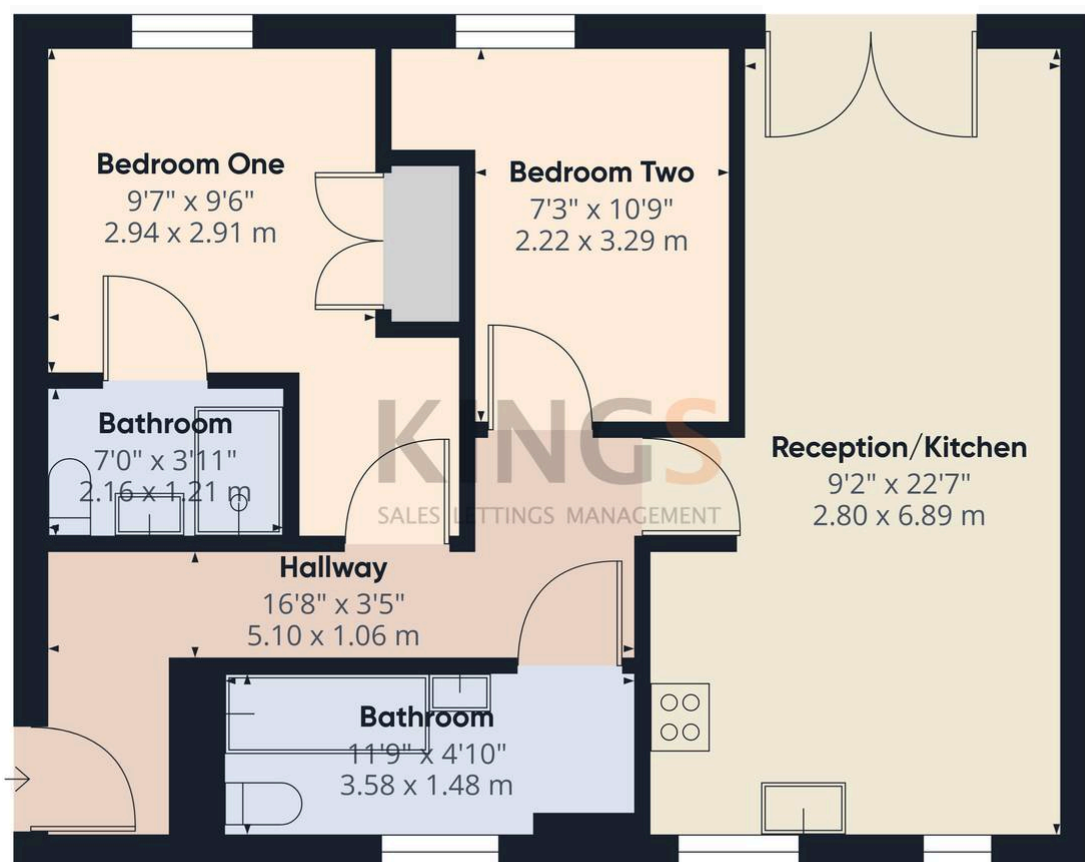 Bedroom One
9'7" x 9'6"
2.94 x 2.91 m
Bedroom Two
7'3" x 10'9"
2.22 x 3.29 m
Bathroom
7'0" x 3'11"
2.16 x 1.21 m
KINGS
SALES LETTINGS MANAGEMENT
Reception/Kitchen
9'2" x 22'7"
2.80 x 6.89 m
Hallway
16'8" x 3'5"
5.10 x 1.06 m
Bathroom
11'9" x 4'10"
3.58 x 1.48 m